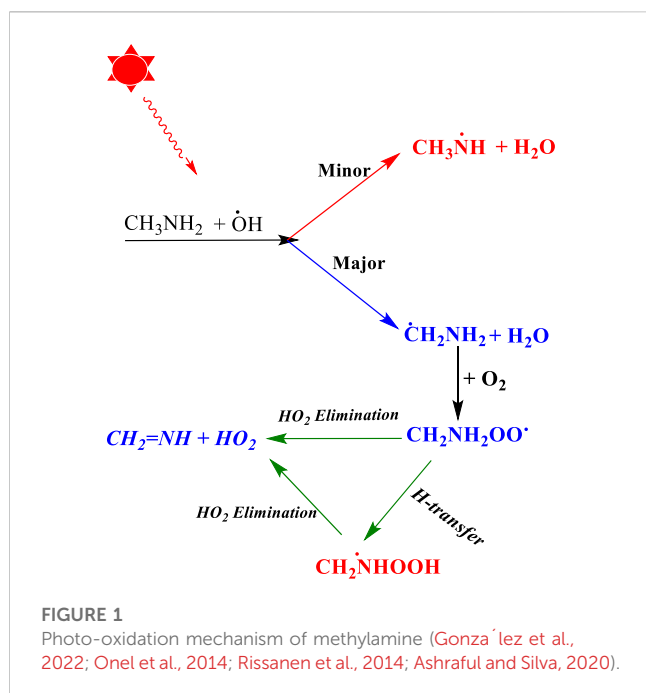 CH₃ṄH + H₂O
Minor
CH₃NH₂ + ȮH
Major
ĊH₂NH₂ + H₂O
+ O₂
HO₂ Elimination
CH₂=NH + HO₂
CH₂NH₂OO˙
HO₂ Elimination
H-transfer
CH₂ṄHOOH
FIGURE 1
Photo-oxidation mechanism of methylamine (Gonza´lez et al.,
2022; Onel et al., 2014; Rissanen et al., 2014; Ashraful and Silva, 2020).